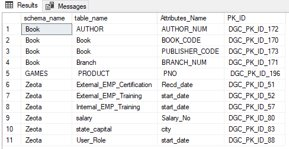 Results Messages
schema_name table_name Attributes_Name PK_ID
1 Book AUTHOR AUTHOR_NUM DGC_PK_ID_172
2 Book Book BOOK_CODE DGC_PK_ID_170
3 Book Book PUBLISHER_CODE DGC_PK_ID_173
4 Book Branch BRANCH_NUM DGC_PK_ID_171
5 GAMES PRODUCT PNO DGC_PK_ID_196
6 Zeota External_EMP_Certification Recd_date DGC_PK_ID_51
7 Zeota External_EMP_Training start_date DGC_PK_ID_52
8 Zeota Internal_EMP_Training start_date DGC_PK_ID_57
9 Zeota salary Salary_No DGC_PK_ID_80
10 Zeota state_capital city DGC_PK_ID_83
11 Zeota User_Role start_date DGC_PK_ID_88